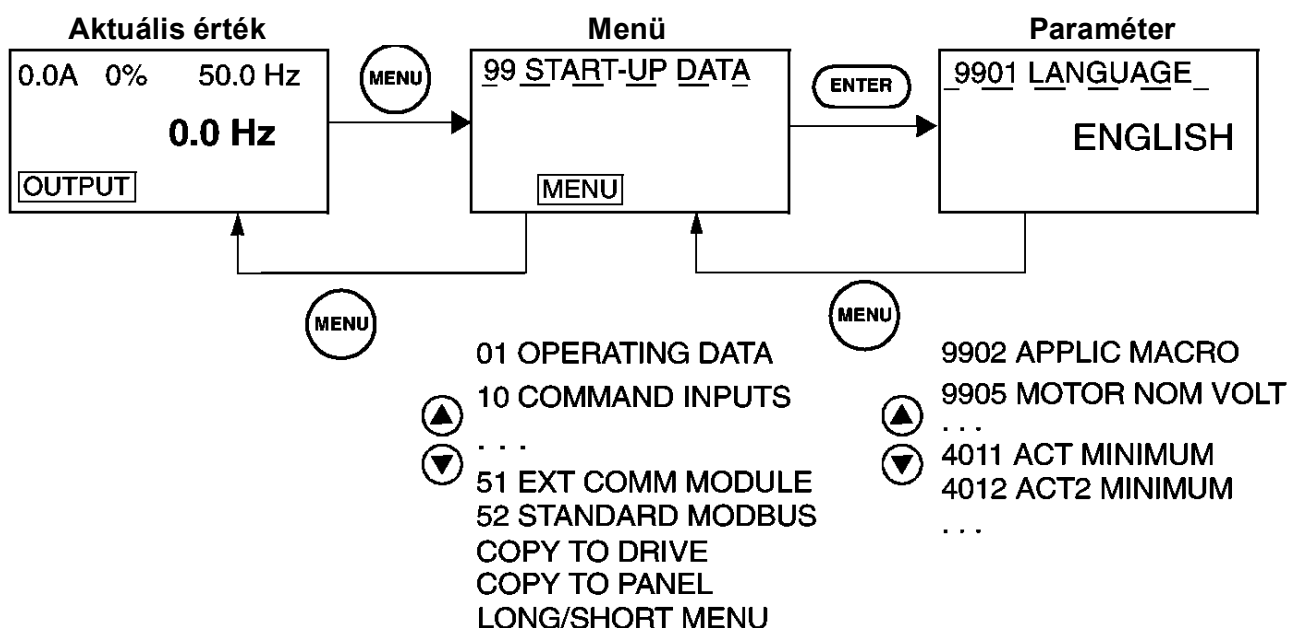 Aktuális érték
Menü
Paraméter
0.0A 0% 50.0 Hz
0.0 Hz
OUTPUT
MENU
99 START-UP DATA
MENU
ENTER
9901 LANGUAGE
ENGLISH
MENU
MENU
01 OPERATING DATA
10 COMMAND INPUTS
. . .
51 EXT COMM MODULE
52 STANDARD MODBUS
COPY TO DRIVE
COPY TO PANEL
LONG/SHORT MENU
9902 APPLIC MACRO
9905 MOTOR NOM VOLT
. . .
4011 ACT MINIMUM
4012 ACT2 MINIMUM
. . .